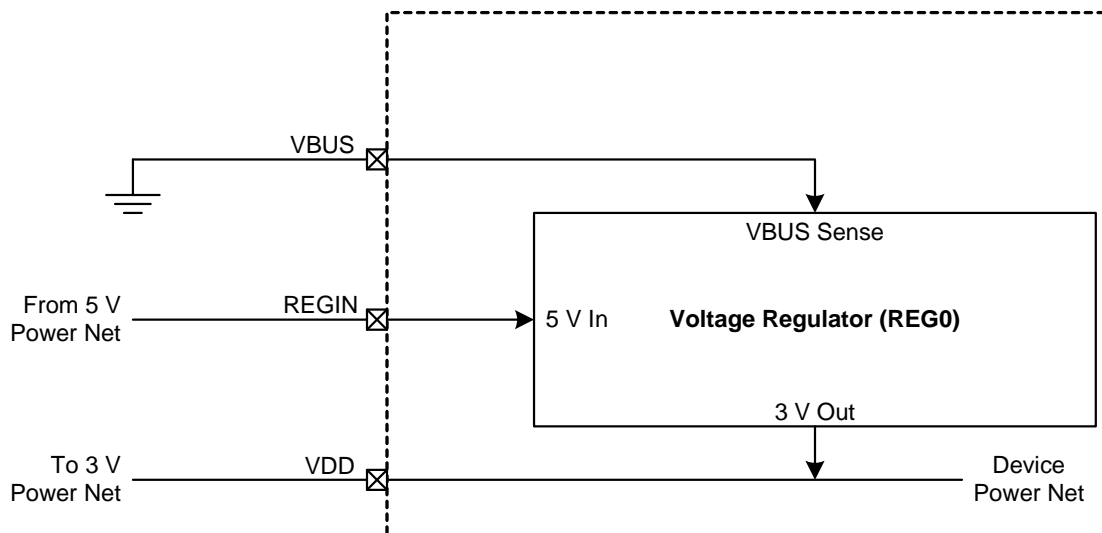 VBUS
VBUS Sense
From 5 V
Power Net
REGIN
5 V In
Voltage Regulator (REG0)
3 V Out
To 3 V
Power Net
VDD
Device
Power Net